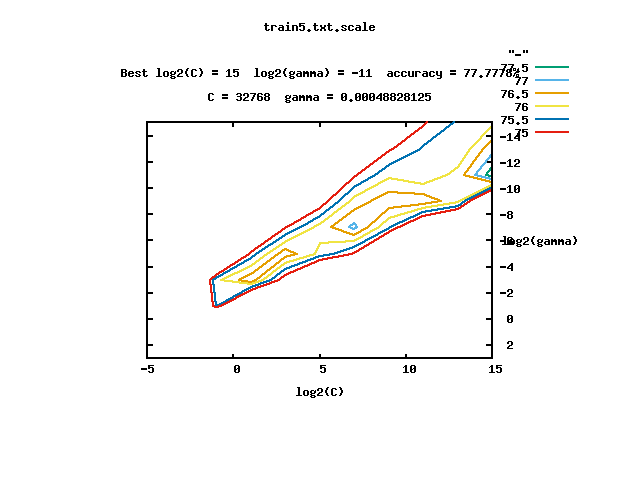 train5.txt.scale
"-"
Best log2(C) = 15  log2(gamma) = -11  accuracy = 77.7778%
C = 32768  gamma = 0.00048828125
77.5
77
76.5
76
75.5
75
-14
-12
-10
-8
-6
log2(gamma)
-4
-2
0
2
-5 0 5 10 15
log2(C)